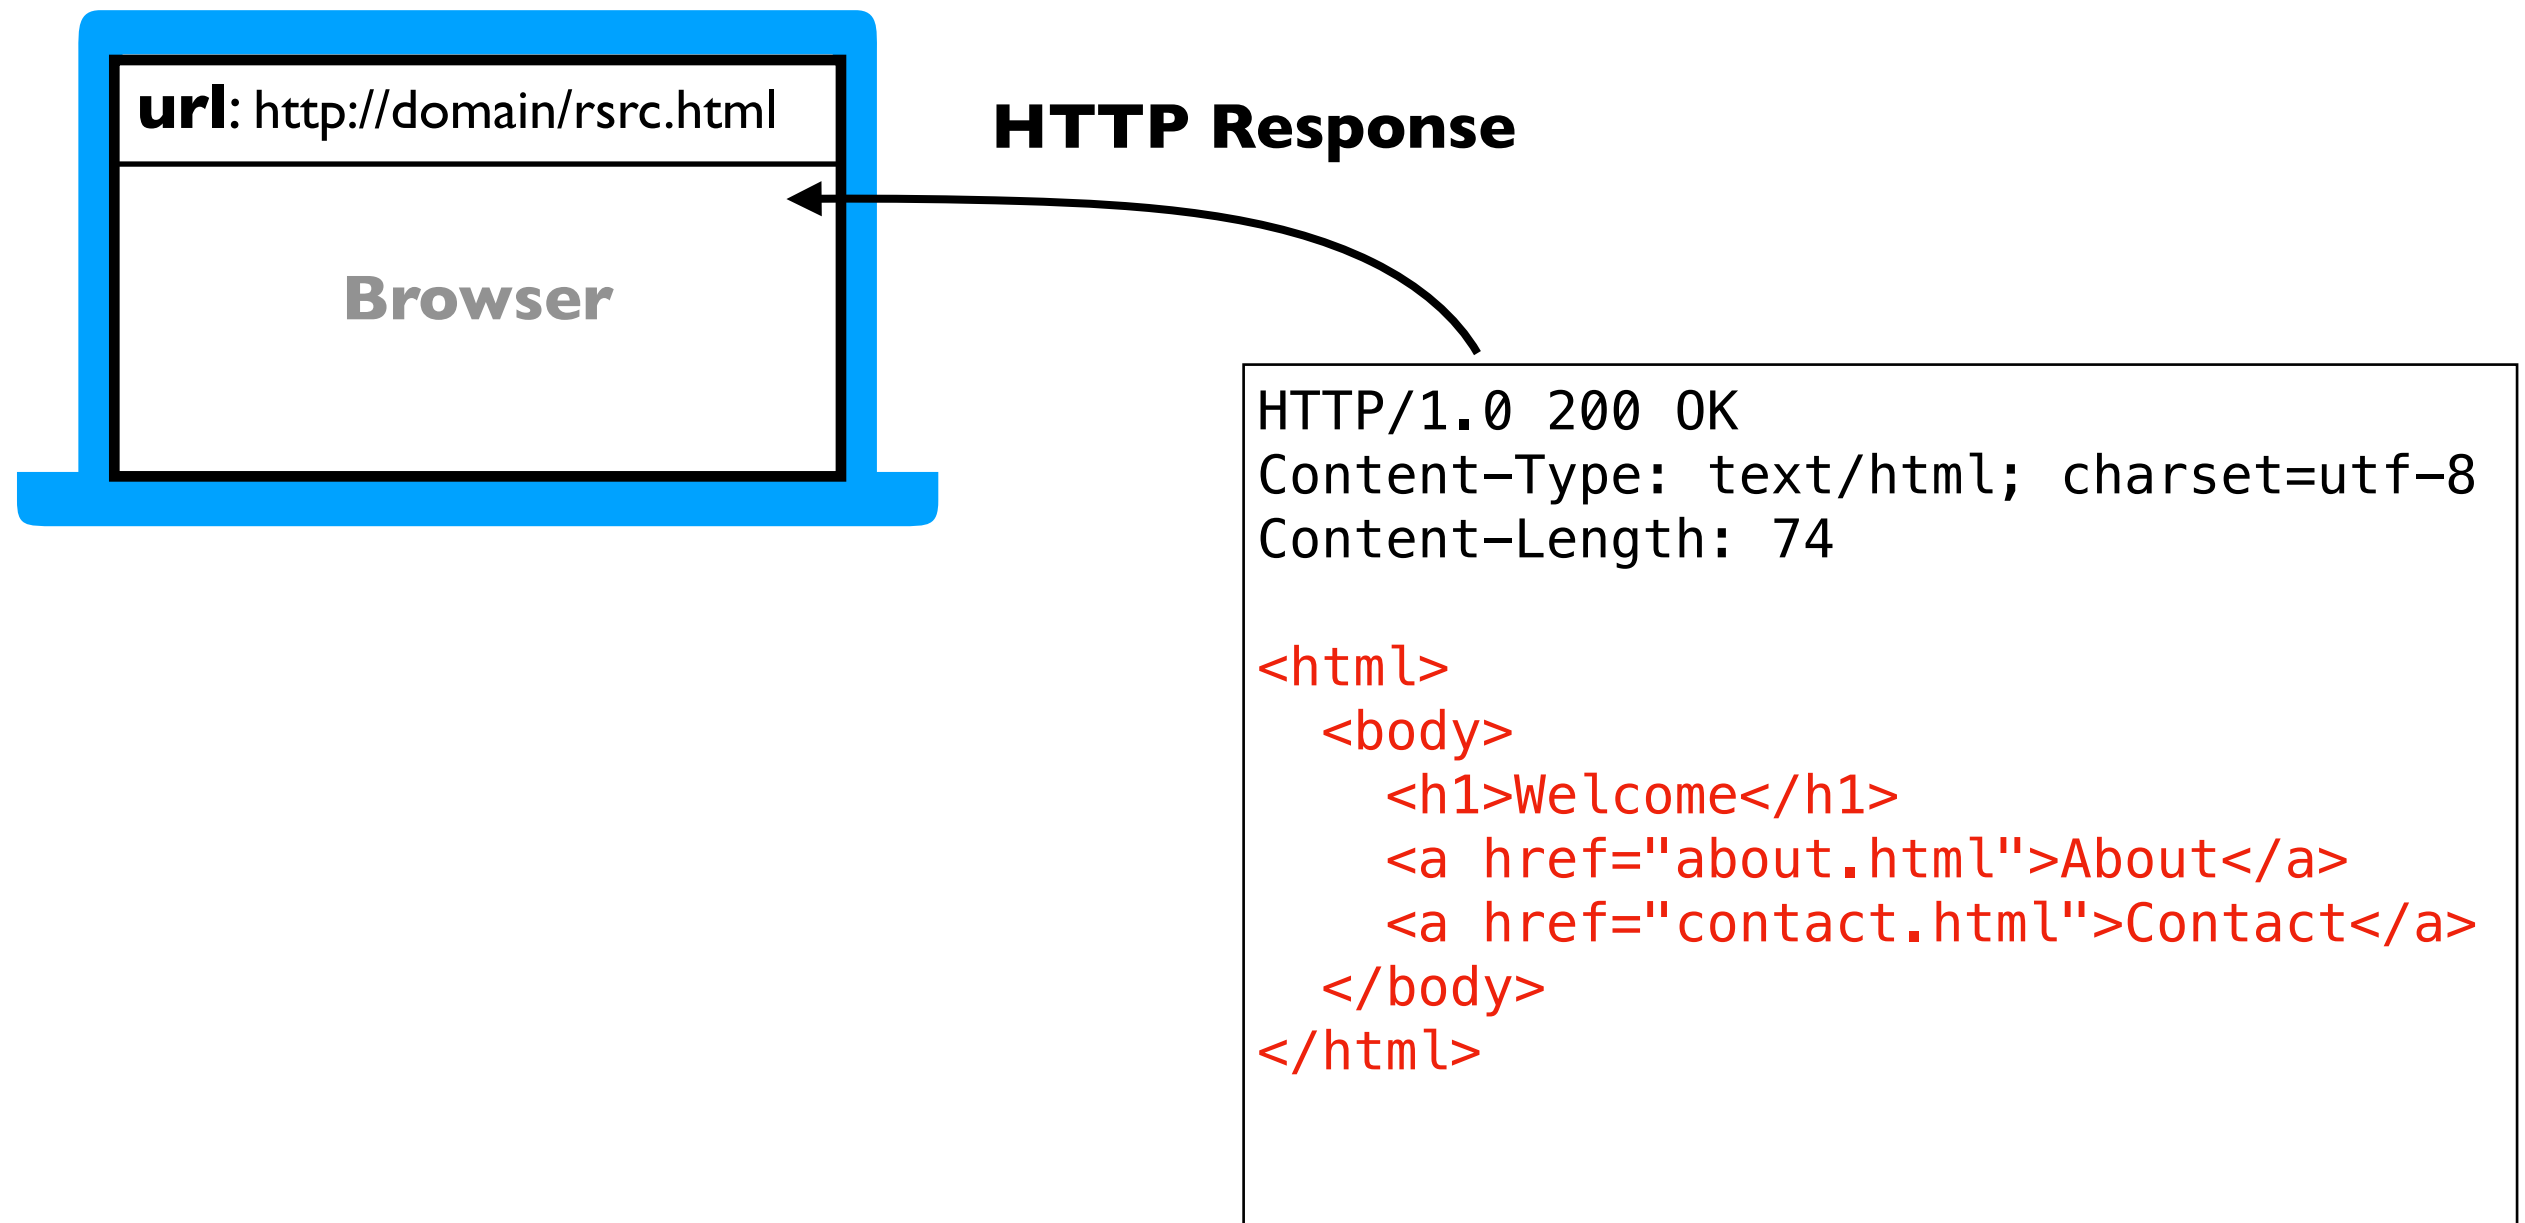 url: http://domain/rsrc.html
HTTP Response
Browser
HTTP/1.0 200 OK
Content-Type: text/html; charset=utf-8
Content-Length: 74
<html>
<body>
<h1>Welcome</h1>
<a href="about.html">About</a>
<a href="contact.html">Contact</a>
</body>
</html>